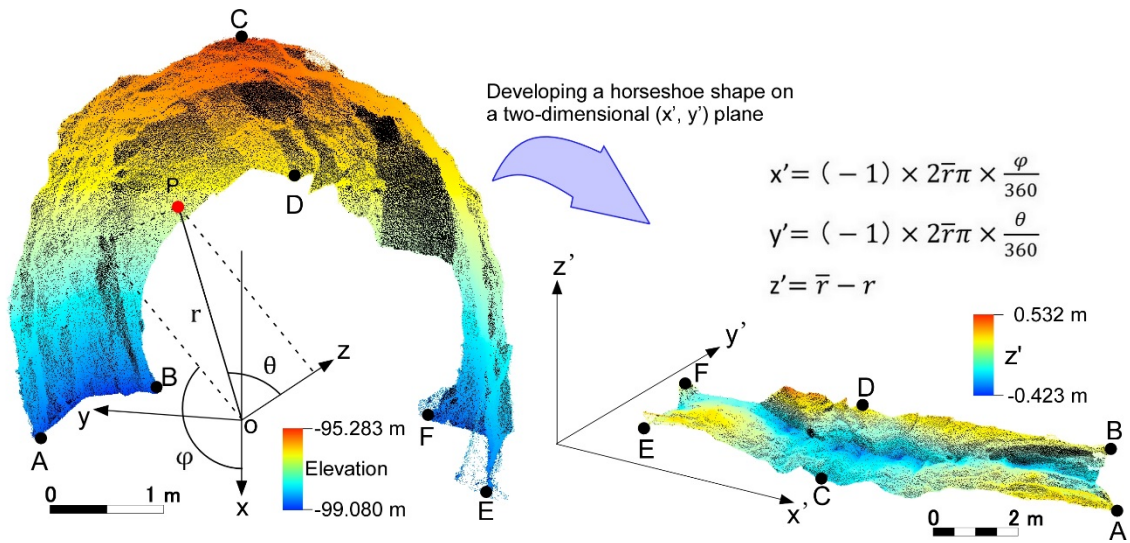 C
Developing a horseshoe shape on
a two-dimensional (x', y') plane
P
D
x'= (−1) × 2r̅π × φ/360
y'= (−1) × 2r̅π × θ/360
z'= r̅ − r
r
θ
z
B
y
A
O
F
φ
-95.283 m
Elevation
-99.080 m
x
E
0 1 m
z'
y'
0.532 m
z'
-0.423 m
F
E
D
B
C
x'
A
0 2 m